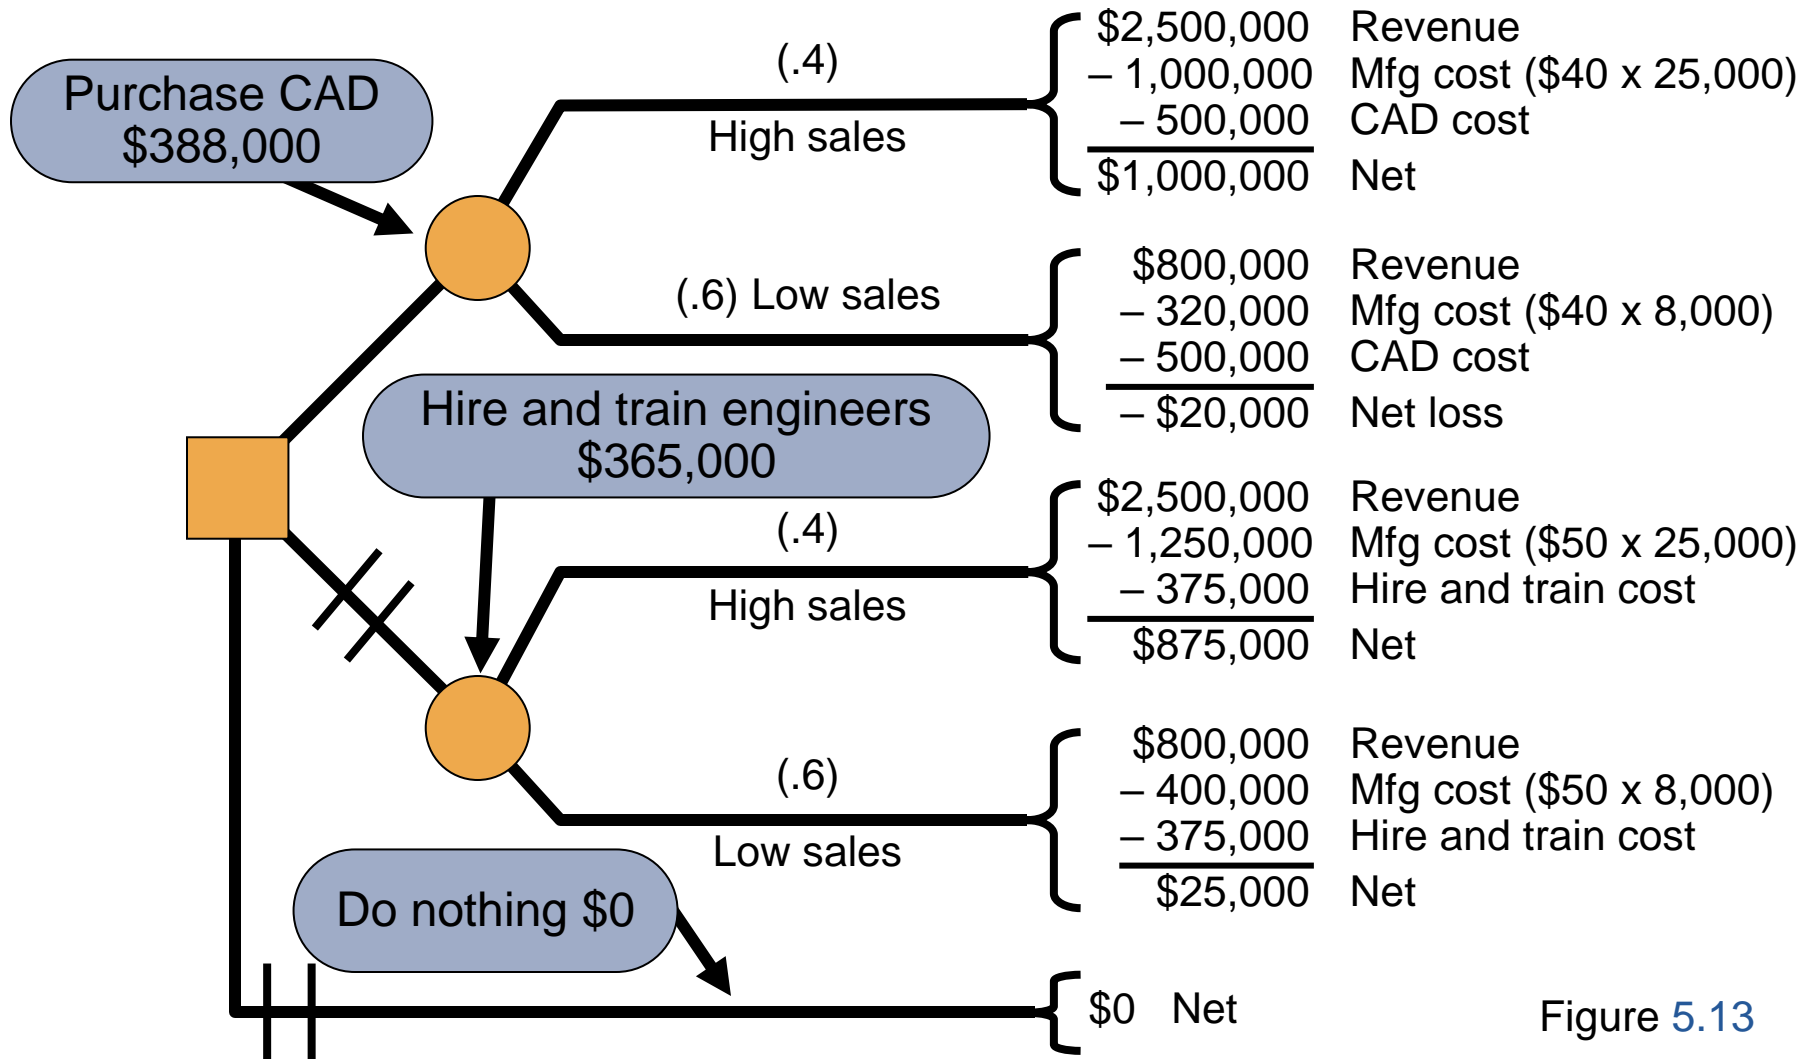 Purchase CAD
$388,000
(.4)
High sales
$2,500,000 Revenue
– 1,000,000 Mfg cost ($40 x 25,000)
– 500,000 CAD cost
$1,000,000 Net
(.6) Low sales
$800,000 Revenue
– 320,000 Mfg cost ($40 x 8,000)
– 500,000 CAD cost
– $20,000 Net loss
Hire and train engineers
$365,000
(.4)
High sales
$2,500,000 Revenue
– 1,250,000 Mfg cost ($50 x 25,000)
– 375,000 Hire and train cost
$875,000 Net
(.6)
Low sales
$800,000 Revenue
– 400,000 Mfg cost ($50 x 8,000)
– 375,000 Hire and train cost
$25,000 Net
Do nothing $0
$0 Net
Figure 5.13